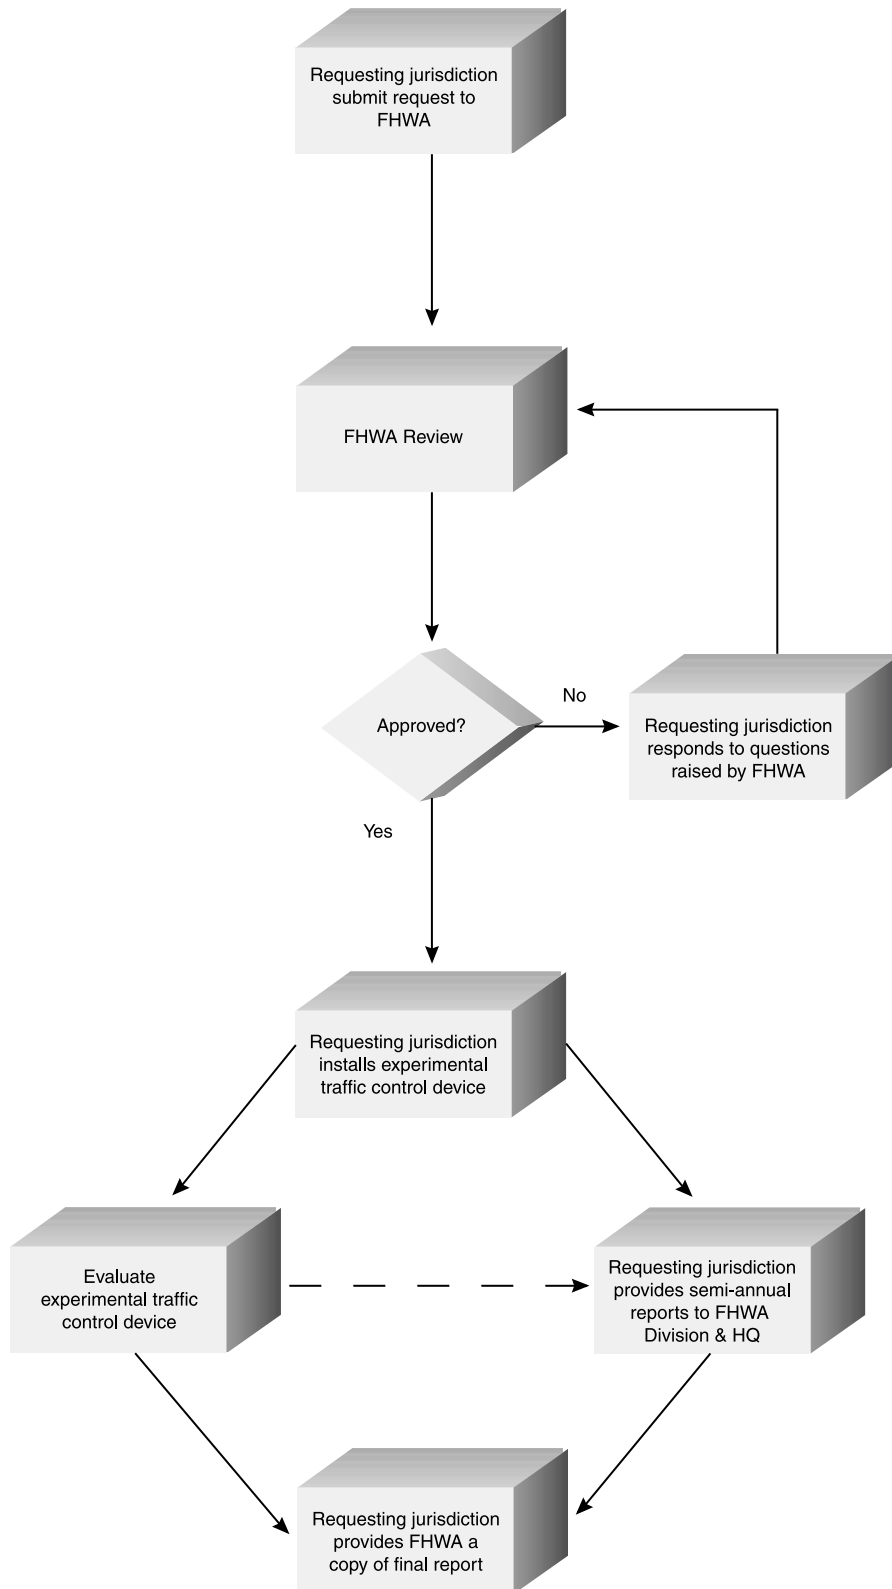 Requesting jurisdiction
submit request to
FHWA
FHWA Review
Approved?
No
Requesting jurisdiction
responds to questions
raised by FHWA
Yes
Requesting jurisdiction
installs experimental
traffic control device
Evaluate
experimental traffic
control device
Requesting jurisdiction
provides semi-annual
reports to FHWA
Division & HQ
Requesting jurisdiction
provides FHWA a
copy of final report